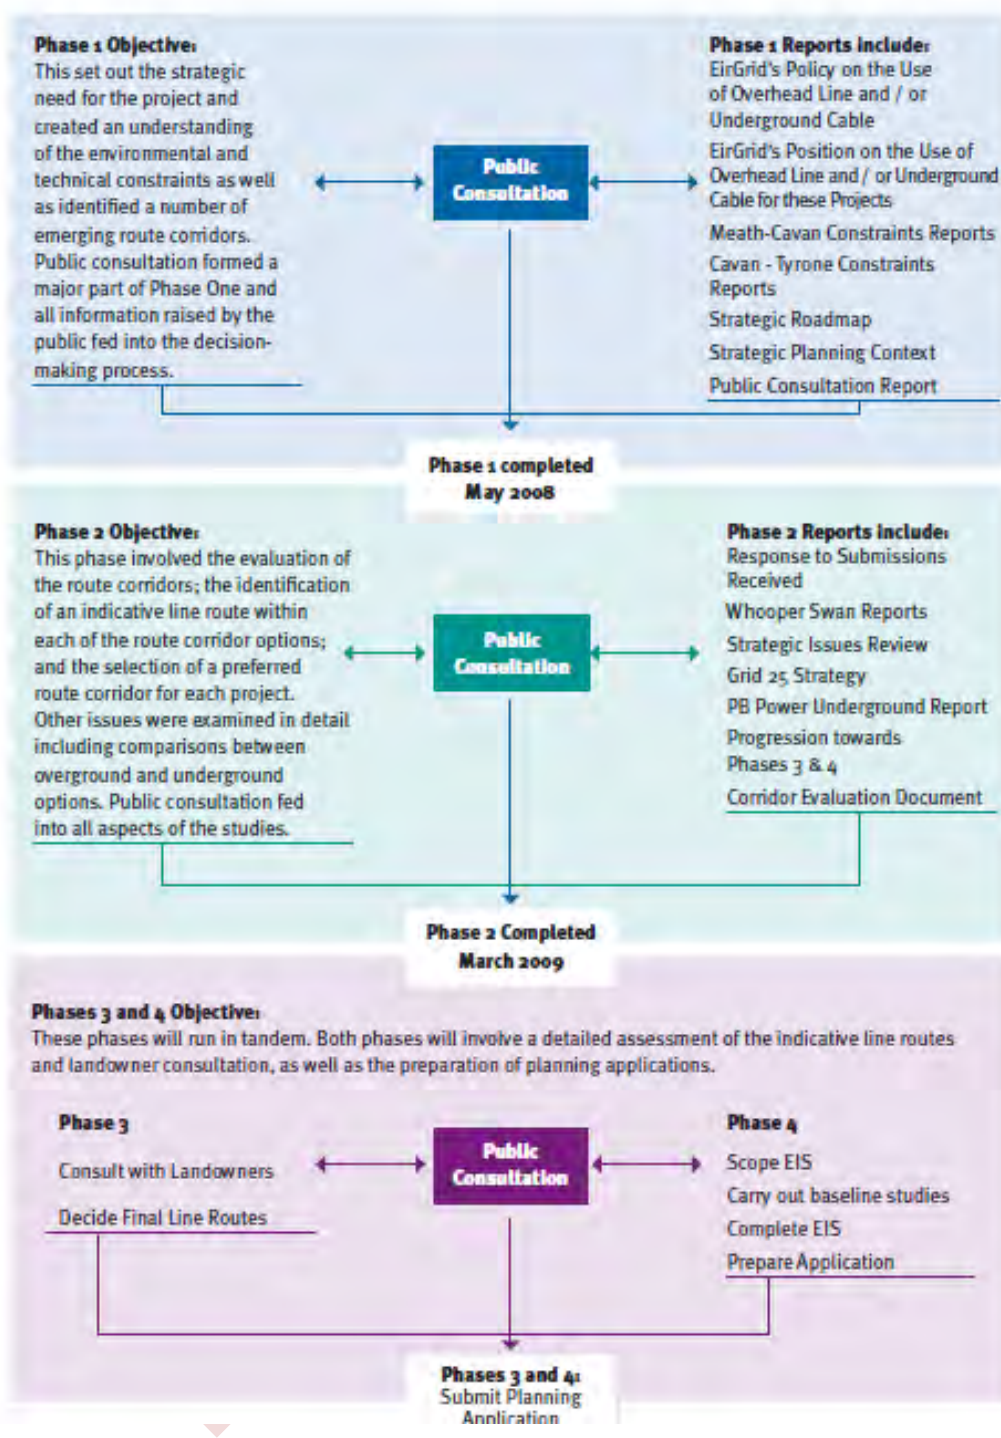 Phase 1 Objective:
This set out the strategic
need for the project and
created an understanding
of the environmental and
technical constraints as well
as identified a number of
emerging route corridors.
Public consultation formed a
major part of Phase One and
all information raised by the
public fed into the decision-
making process.
Public
Consultation
Phase 1 Reports include:
EirGrid's Policy on the Use
of Overhead Line and / or
Underground Cable
EirGrid's Position on the Use of
Overhead Line and / or Underground
Cable for these Projects
Meath-Cavan Constraints Reports
Cavan - Tyrone Constraints
Reports
Strategic Roadmap
Strategic Planning Context
Public Consultation Report
Phase 1 completed
May 2008
Phase 2 Objective:
This phase involved the evaluation of
the route corridors; the identification
of an indicative line route within
each of the route corridor options;
and the selection of a preferred
route corridor for each project.
Other issues were examined in detail
including comparisons between
overground and underground
options. Public consultation fed
into all aspects of the studies.
Public
Consultation
Phase 2 Reports include:
Response to Submissions
Received
Whooper Swan Reports
Strategic Issues Review
Grid 25 Strategy
PB Power Underground Report
Progression towards
Phases 3 & 4
Corridor Evaluation Document
Phase 2 Completed
March 2009
Phases 3 and 4 Objective:
These phases will run in tandem. Both phases will involve a detailed assessment of the indicative line routes
and landowner consultation, as well as the preparation of planning applications.
Phase 3
Consult with Landowners
Decide Final Line Routes
Public
Consultation
Phase 4
Scope EIS
Carry out baseline studies
Complete EIS
Prepare Application
Phases 3 and 4:
Submit Planning
Application